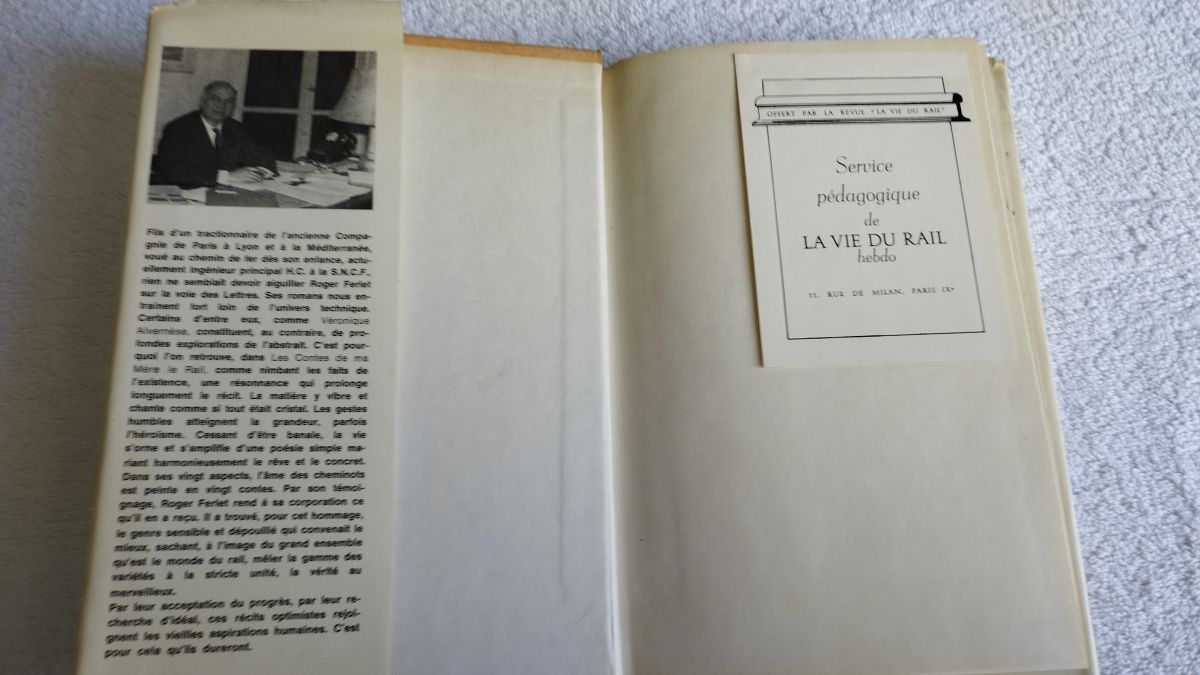 Fils d'un tractionnaire de l'ancienne Compa-
gnie de Paris à Lyon et à la Méditerranée,
voué au chemin de fer dès son enfance, actu-
ellement ingénieur principal H.C. à la S.N.C.F.,
rien ne semblait devoir aiguiller Roger Ferlet
sur la voie des Lettres. Ses romans nous en-
traînent fort loin de l'univers technique.
Certains d'entre eux, comme Véronique
Alvernèse, constituent, au contraire, de pro-
fondes explorations de l'abstrait. C'est pour-
quoi l'on retrouve, dans Les Contes de ma
Mère le Rail, comme nimbant les faits de
l'existence, une résonnance qui prolonge
longuement le récit. La matière y vibre et
chante comme si tout était cristal. Les gestes
humbles atteignent la grandeur, parfois
l'héroïsme. Cessant d'être banale, la vie
s'orne et s'amplifie d'une poésie simple ma-
riant harmonieusement le rêve et le concret.
Dans ses vingt aspects, l'âme des cheminots
est peinte en vingt contes. Par son témoi-
gnage, Roger Ferlet rend à sa corporation ce
qu'il en a reçu. Il a trouvé, pour cet hommage,
le genre sensible et dépouillé qui convenait le
mieux, sachant, à l'image du grand ensemble
qu'est le monde du rail, mêler la gamme des
variétés à la stricte unité, la vérité au
merveilleux.
Par leur acceptation du progrès, par leur re-
cherche d'idéal, ces récits optimistes rejoi-
gnent les vieilles aspirations humaines. C'est
pour cela qu'ils dureront.
OFFERT PAR LA REVUE "LA VIE DU RAIL"
Service
pédagogique
de
LA VIE DU RAIL
hebdo
11, RUE DE MILAN, PARIS IXe